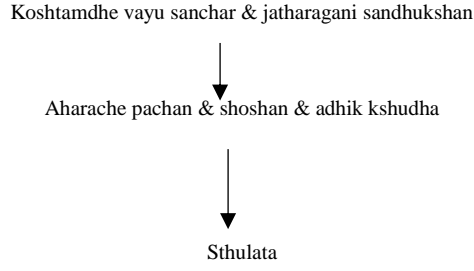 Koshtamdhe vayu sanchar & jatharagani sandhukshan
Aharache pachan & shoshan & adhik kshudha
Sthulata